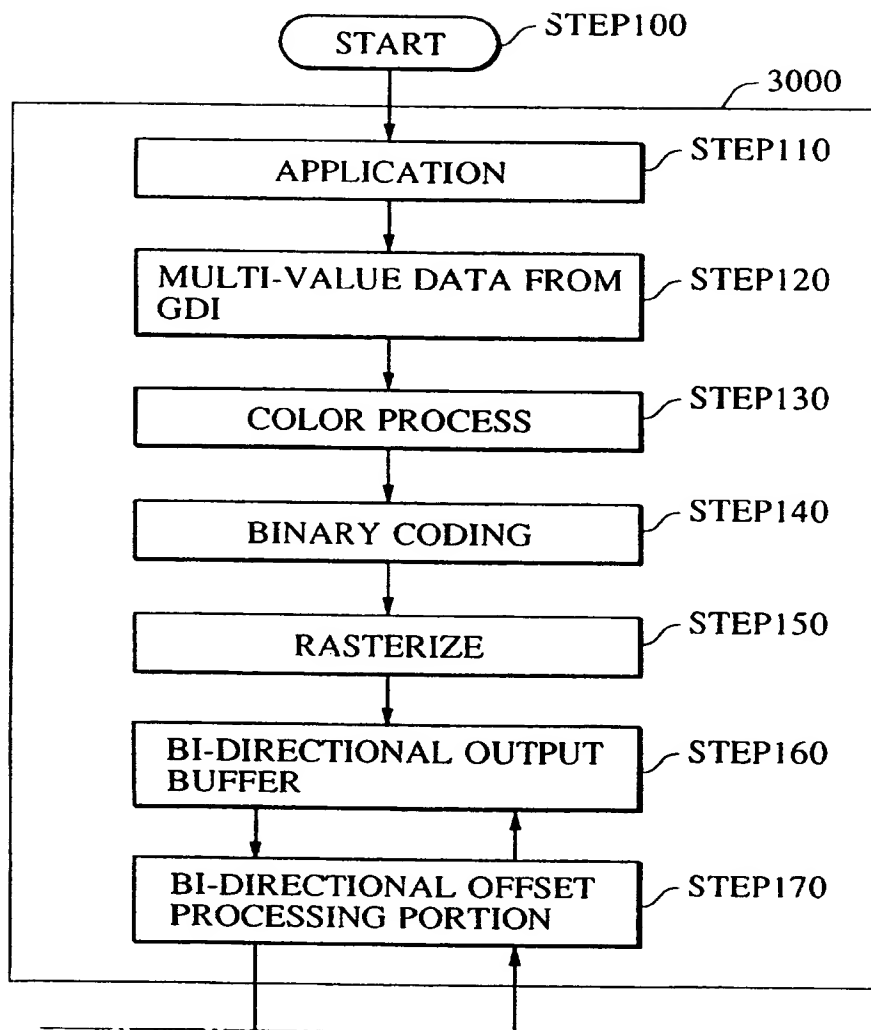 START
STEP100
3000
APPLICATION
STEP110
MULTI-VALUE DATA FROM
GDI
STEP120
COLOR PROCESS
STEP130
BINARY CODING
STEP140
RASTERIZE
STEP150
BI-DIRECTIONAL OUTPUT
BUFFER
STEP160
BI-DIRECTIONAL OFFSET
PROCESSING PORTION
STEP170